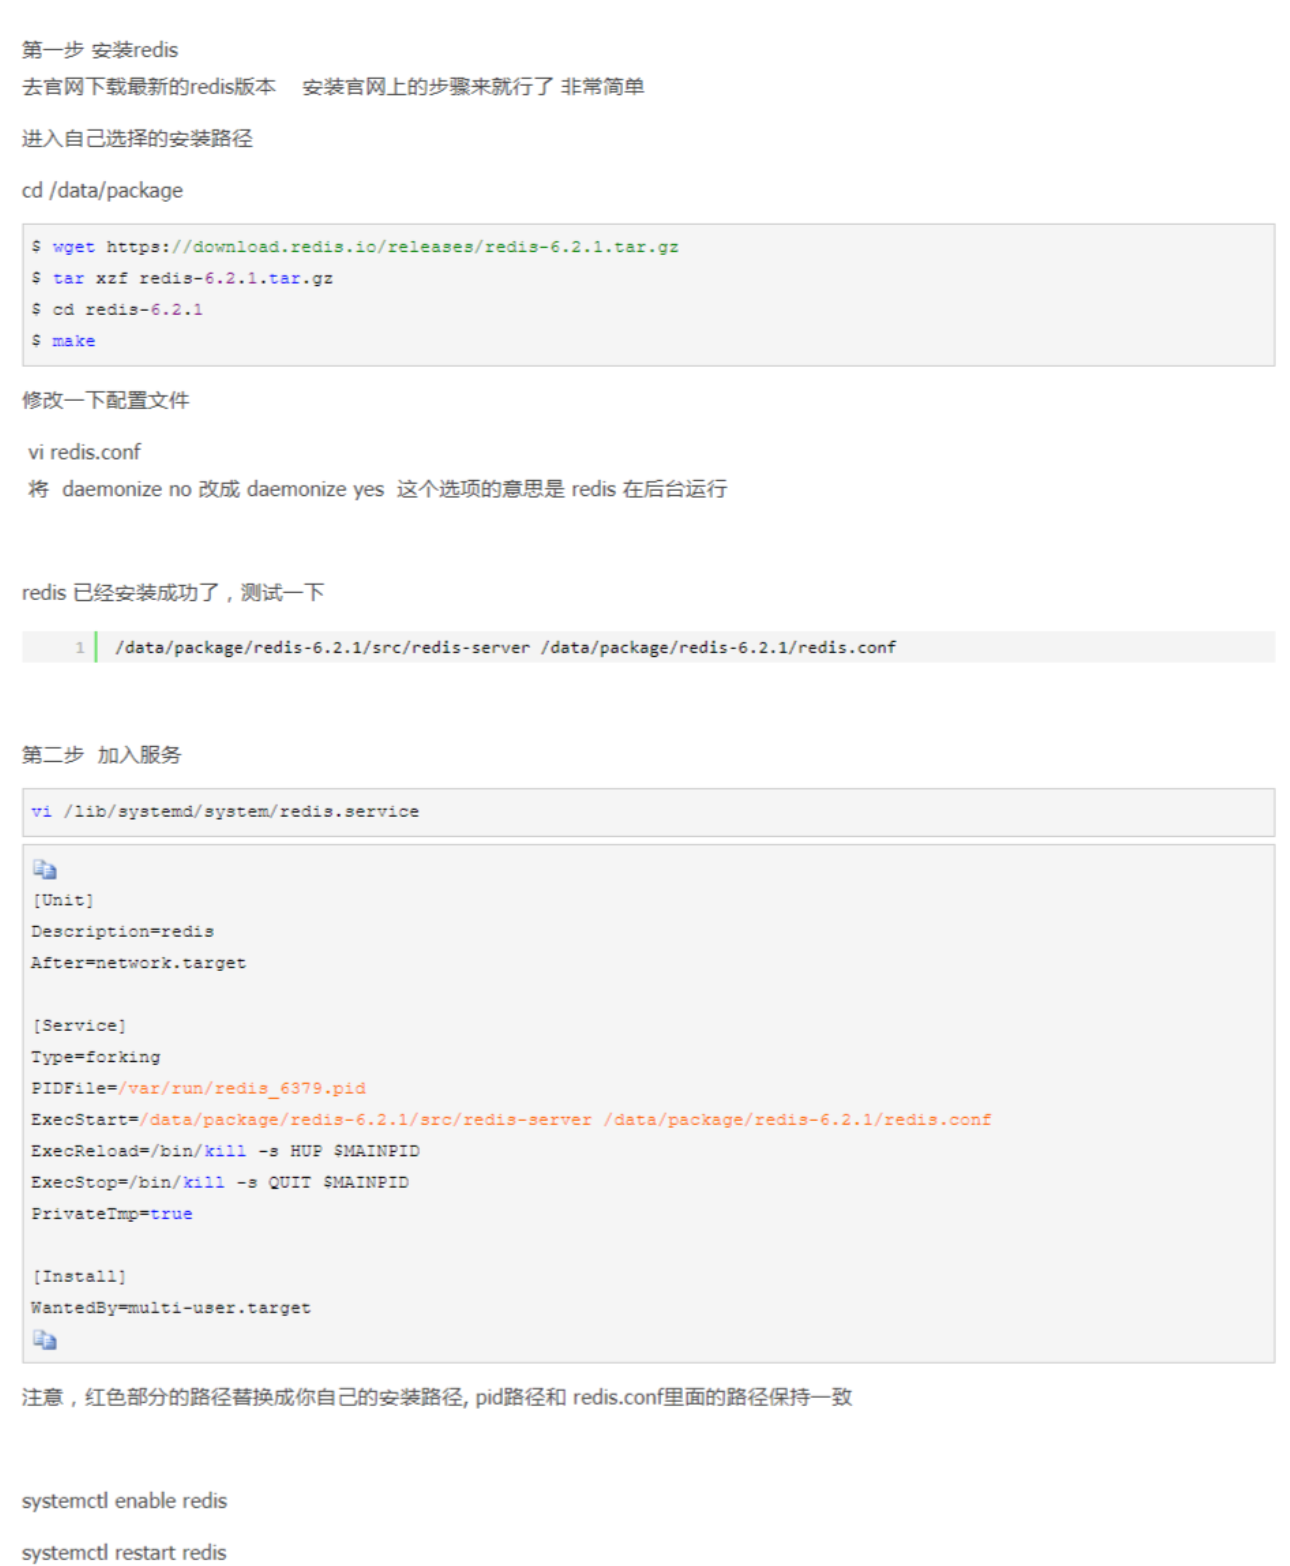 第一步 安装redis
去官网下载最新的redis版本 安装官网上的步骤来就行了 非常简单
进入自己选择的安装路径
cd /data/package
$ wget https://download.redis.io/releases/redis-6.2.1.tar.gz
$ tar xzf redis-6.2.1.tar.gz
$ cd redis-6.2.1
$ make
修改一下配置文件
vi redis.conf
将 daemonize no 改成 daemonize yes 这个选项的意思是 redis 在后台运行
redis 已经安装成功了，测试一下
1 /data/package/redis-6.2.1/src/redis-server /data/package/redis-6.2.1/redis.conf
第二步 加入服务
vi /lib/systemd/system/redis.service
[Unit]
Description=redis
After=network.target
[Service]
Type=forking
PIDFile=/var/run/redis_6379.pid
ExecStart=/data/package/redis-6.2.1/src/redis-server /data/package/redis-6.2.1/redis.conf
ExecReload=/bin/kill -s HUP $MAINPID
ExecStop=/bin/kill -s QUIT $MAINPID
PrivateTmp=true
[Install]
WantedBy=multi-user.target
注意，红色部分的路径替换成你自己的安装路径, pid路径和 redis.conf里面的路径保持一致
systemctl enable redis
systemctl restart redis